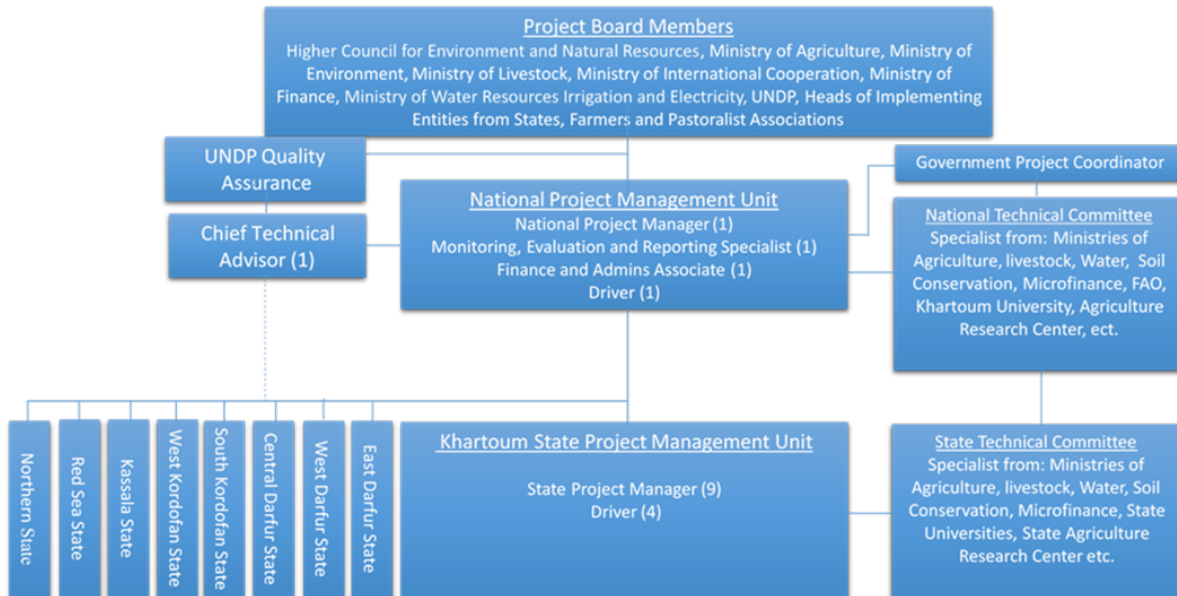 Project Board Members
Higher Council for Environment and Natural Resources, Ministry of Agriculture, Ministry of
Environment, Ministry of Livestock, Ministry of International Cooperation, Ministry of
Finance, Ministry of Water Resources Irrigation and Electricity, UNDP, Heads of Implementing
Entities from States, Farmers and Pastoralist Associations
UNDP Quality
Assurance
Government Project Coordinator
National Project Management Unit
National Project Manager (1)
Monitoring, Evaluation and Reporting Specialist (1)
Finance and Admins Associate (1)
Driver (1)
Chief Technical
Advisor (1)
National Technical Committee
Specialist from: Ministries of
Agriculture, livestock, Water, Soil
Conservation, Microfinance, FAO,
Khartoum University, Agriculture
Research Center, ect.
Northern State
Red Sea State
Kassala State
West Kordofan State
South Kordofan State
Central Darfur State
West Darfur State
East Darfur State
Khartoum State Project Management Unit
State Project Manager (9)
Driver (4)
State Technical Committee
Specialist from: Ministries of
Agriculture, livestock, Water, Soil
Conservation, Microfinance, State
Universities, State Agriculture
Research Center etc.